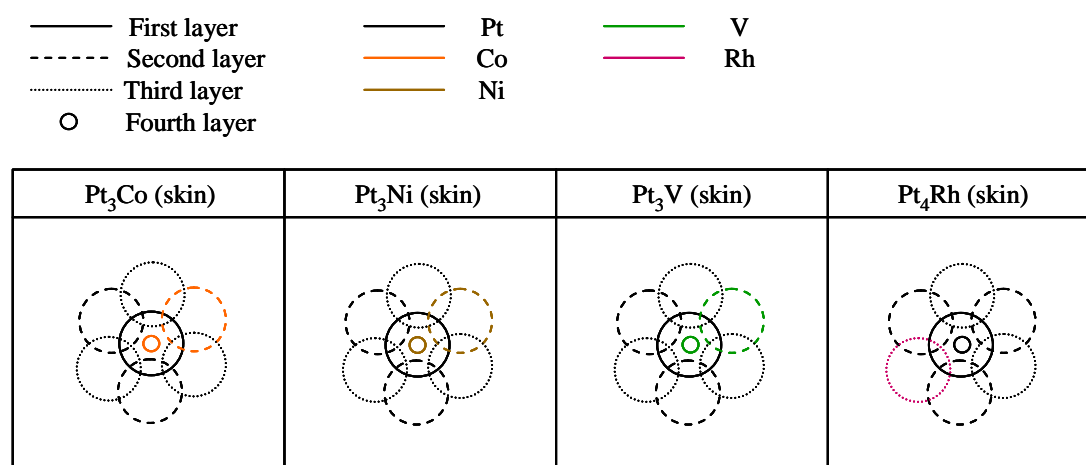 First layer Pt V
Second layer Co Rh
Third layer Ni
Fourth layer
Pt₃Co (skin) Pt₃Ni (skin) Pt₃V (skin) Pt₄Rh (skin)